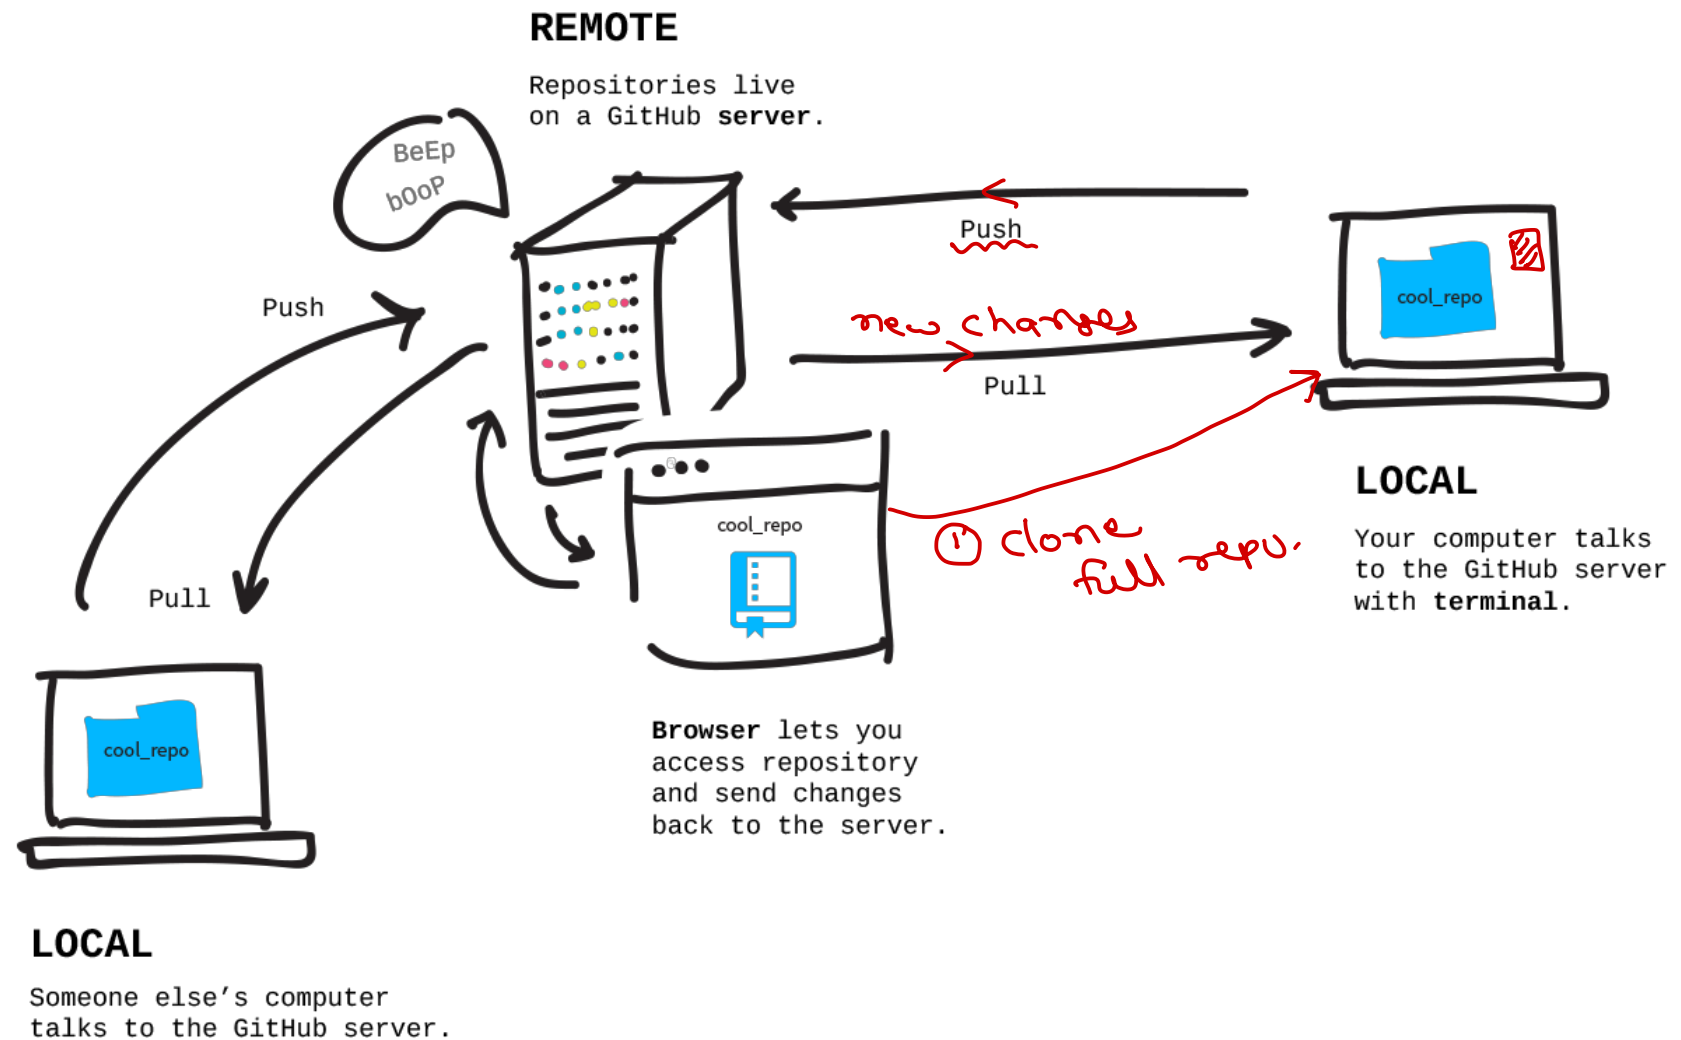 REMOTE
Repositories live
on a GitHub server.
BeEp
bOoP
Push
new changes
Pull
cool_repo
Push
Pull
cool_repo
① clone
full repo.
LOCAL
Your computer talks
to the GitHub server
with terminal.
cool_repo
Browser lets you
access repository
and send changes
back to the server.
LOCAL
Someone else’s computer
talks to the GitHub server.